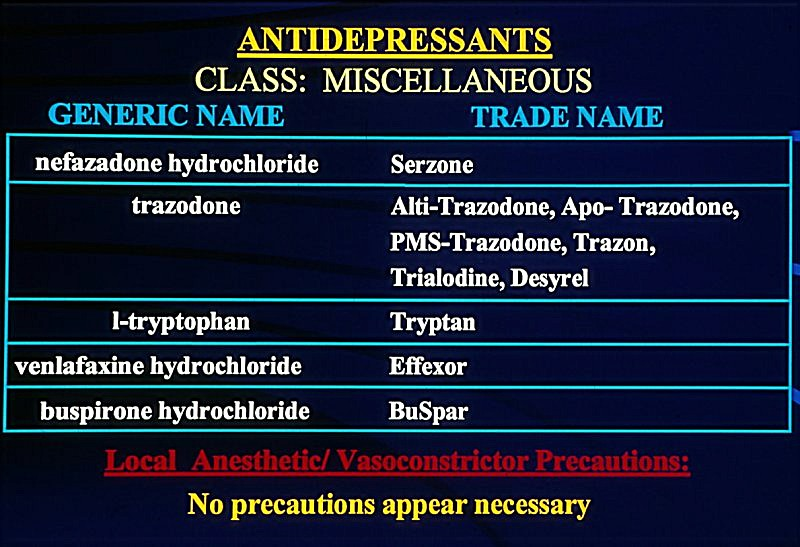 ANTIDEPRESSANTS
CLASS: MISCELLANEOUS
GENERIC NAME TRADE NAME
nefazadone hydrochloride Serzone
trazodone Alti-Trazodone, Apo- Trazodone,
PMS-Trazodone, Trazon,
Trialodine, Desyrel
l-tryptophan Tryptan
venlafaxine hydrochloride Effexor
buspirone hydrochloride BuSpar
Local Anesthetic/ Vasoconstrictor Precautions:
No precautions appear necessary